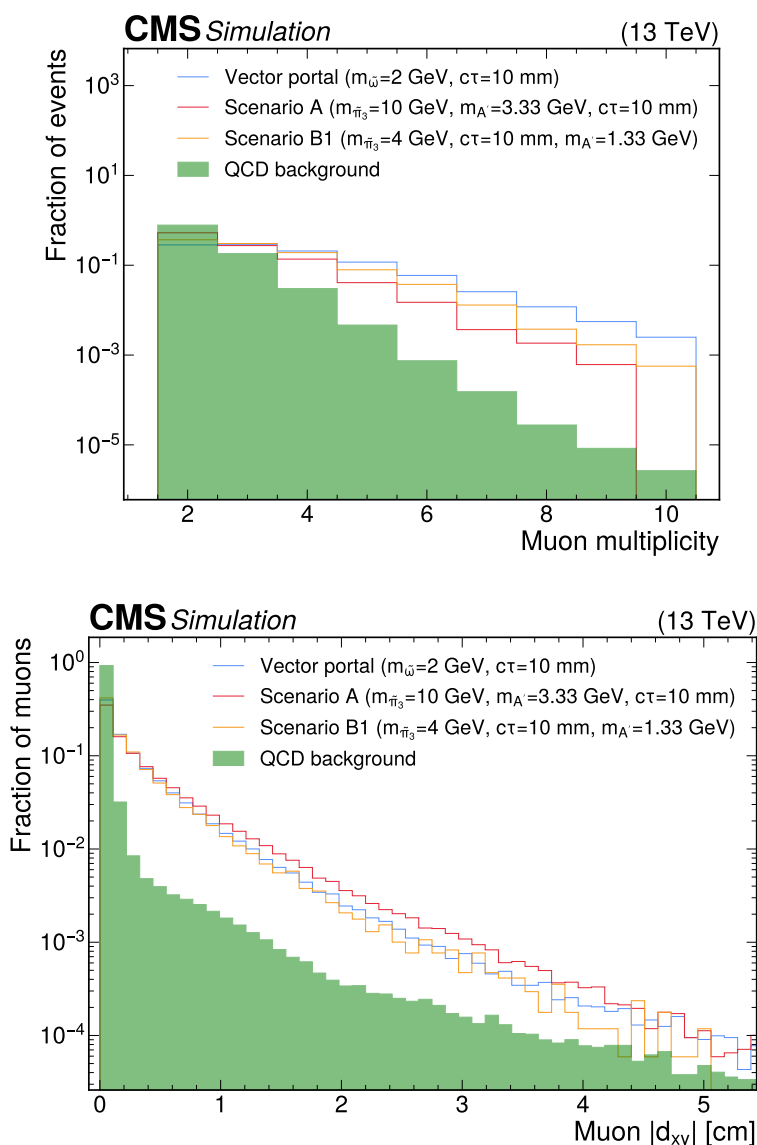 CMS Simulation (13 TeV)
Fraction of events
Vector portal (m_ω̃=2 GeV, cτ=10 mm)
Scenario A (m_π̃₃=10 GeV, m_A′=3.33 GeV, cτ=10 mm)
Scenario B1 (m_π̃₃=4 GeV, cτ=10 mm, m_A′=1.33 GeV)
QCD background
10³
10¹
10⁻¹
10⁻³
10⁻⁵
2 4 6 8 10
Muon multiplicity
CMS Simulation (13 TeV)
Fraction of muons
Vector portal (m_ω̃=2 GeV, cτ=10 mm)
Scenario A (m_π̃₃=10 GeV, m_A′=3.33 GeV, cτ=10 mm)
Scenario B1 (m_π̃₃=4 GeV, cτ=10 mm, m_A′=1.33 GeV)
QCD background
10⁰
10⁻¹
10⁻²
10⁻³
10⁻⁴
0 1 2 3 4 5
Muon |d_xy| [cm]